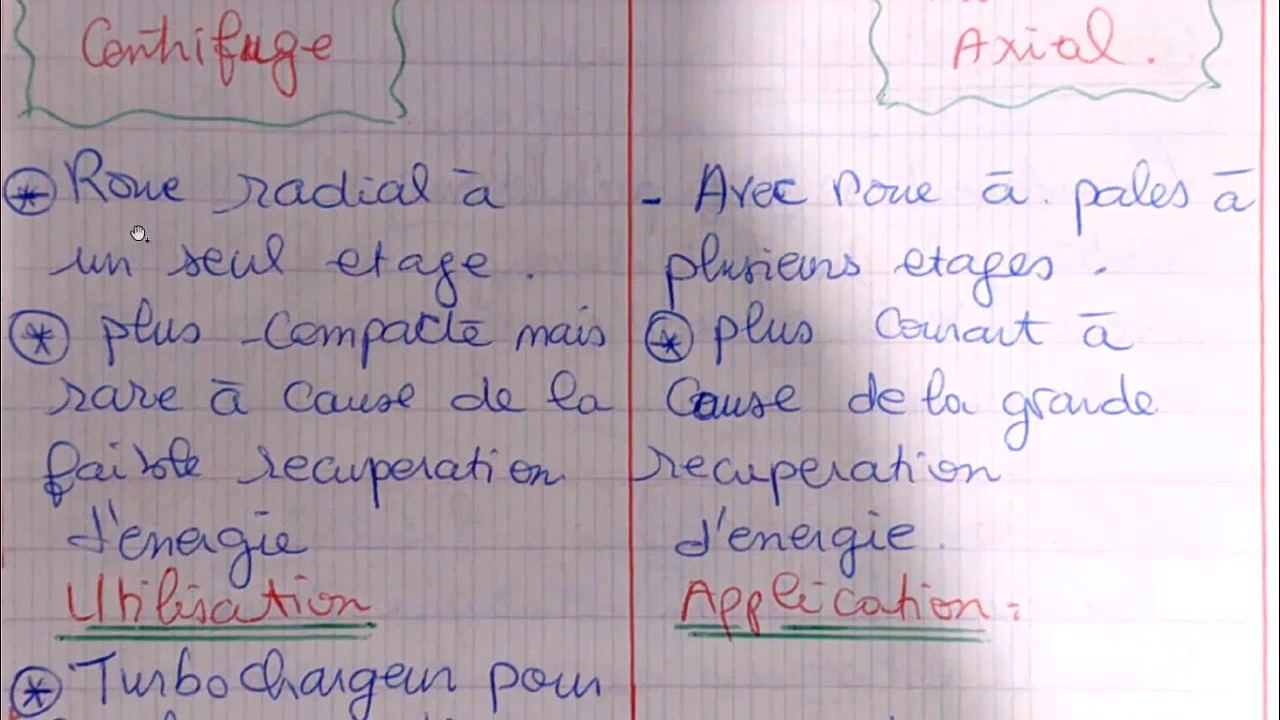 Centrifuge
⊛ Roue radial à
un seul etage.
⊛ plus compacte mais
rare à cause de la
faible recuperation
d'energie
Utilisation
⊛ Turbochargeur pour
Axial.
- Avec roue à pales à
plusieurs etages.
⊛ plus courant à
cause de la grande
recuperation
d'energie.
Application: